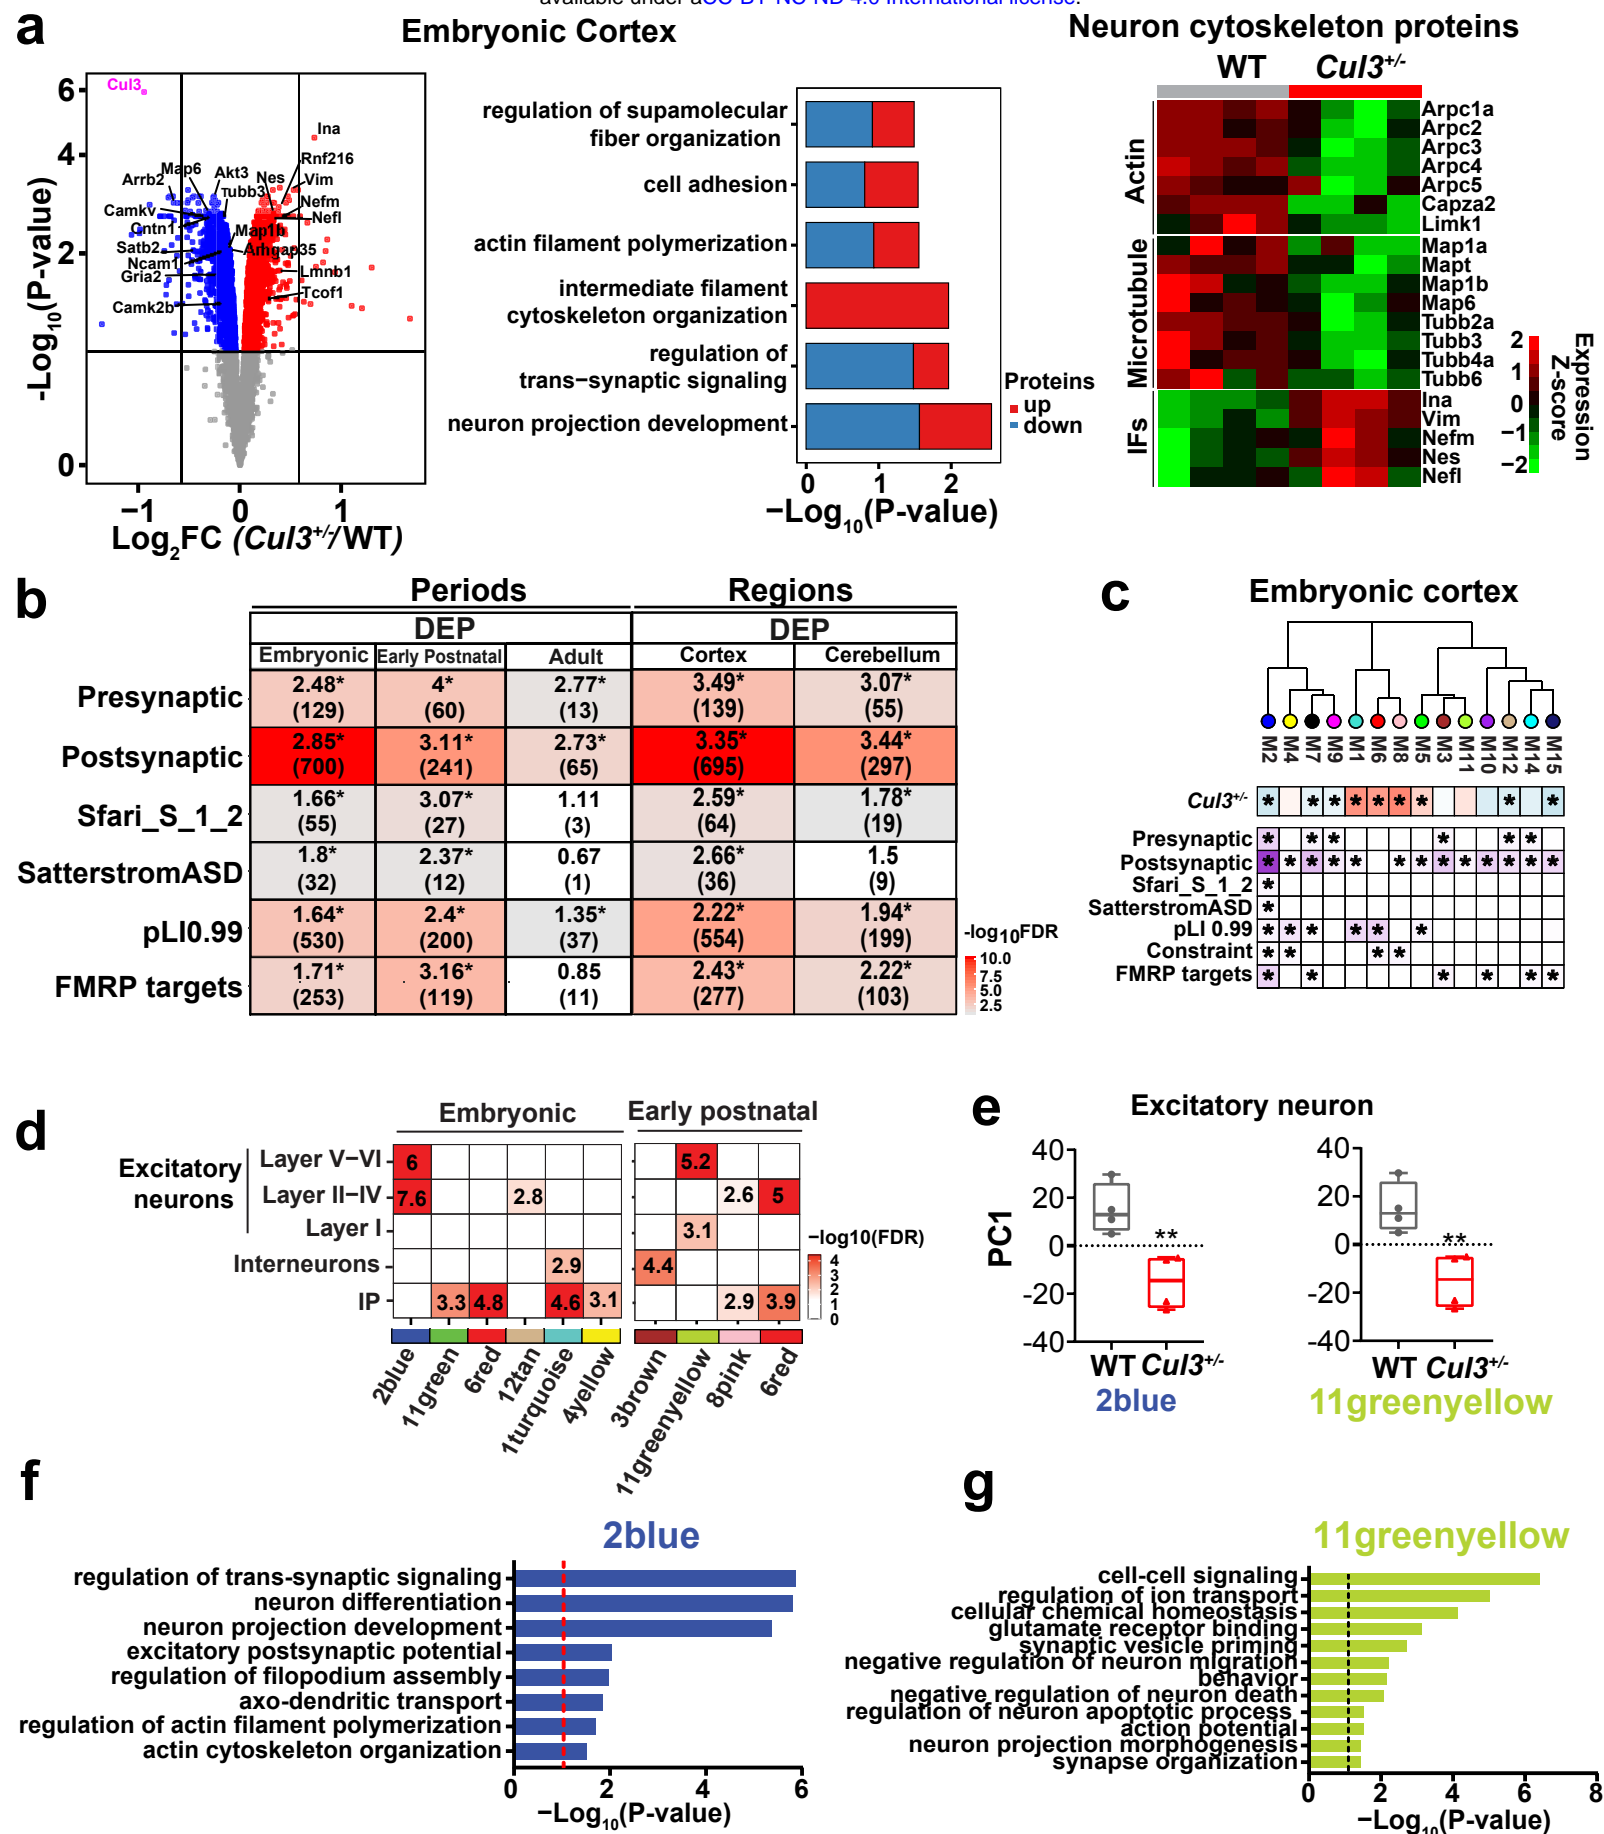 available under aCC-BY-NC-ND 4.0 International license.
a
Embryonic Cortex
Neuron cytoskeleton proteins
6
4
2
0
−1
0
1
-Log10(P-value)
Log2FC (Cul3+/-/WT)
Cul3
Ina
Rnf216
Map6
Akt3
Nes
Vim
Arrb2
Tubb3
Nefm
Camkv
Nefl
Cntn1
Map1b
Satb2
Arhgap35
Ncam1
Lmnb1
Gria2
Tcof1
Camk2b
regulation of supamolecular
fiber organization
cell adhesion
actin filament polymerization
intermediate filament
cytoskeleton organization
regulation of
trans−synaptic signaling
neuron projection development
0 1 2
−Log10(P-value)
Proteins
up
down
WT Cul3+/-
Actin
Microtubule
IFs
Arpc1a
Arpc2
Arpc3
Arpc4
Arpc5
Capza2
Limk1
Map1a
Mapt
Map1b
Map6
Tubb2a
Tubb3
Tubb4a
Tubb6
Ina
Vim
Nefm
Nes
Nefl
2
1
0
−1
−2
Expression
Z-score
b
Periods Regions
DEP DEP
Embryonic Early Postnatal Adult Cortex Cerebellum
Presynaptic 2.48* 4* 2.77* 3.49* 3.07*
(129) (60) (13) (139) (55)
Postsynaptic 2.85* 3.11* 2.73* 3.35* 3.44*
(700) (241) (65) (695) (297)
Sfari_S_1_2 1.66* 3.07* 1.11 2.59* 1.78*
(55) (27) (3) (64) (19)
SatterstromASD 1.8* 2.37* 0.67 2.66* 1.5
(32) (12) (1) (36) (9)
pLI0.99 1.64* 2.4* 1.35* 2.22* 1.94*
(530) (200) (37) (554) (199)
FMRP targets 1.71* 3.16* 0.85 2.43* 2.22*
(253) (119) (11) (277) (103)
-log10FDR
10.0
7.5
5.0
2.5
c
Embryonic cortex
M2 M4 M7 M9 M1 M6 M8 M5 M3 M11 M10 M12 M14 M15
Cul3+/- * * * * * * * * *
Presynaptic * * * * * *
Postsynaptic * * * * * * * * * * * * *
Sfari_S_1_2 *
SatterstromASD *
pLI 0.99 * * * * * *
Constraint * * * *
FMRP targets * * * * * *
d
Embryonic Early postnatal
Excitatory
neurons
Layer V−VI 6 5.2
Layer II−IV 7.6 2.8 2.6 5
Layer I 3.1
Interneurons 2.9 4.4
IP 3.3 4.8 4.6 3.1 2.9 3.9
2blue 11green 6red 12tan 1turquoise 4yellow
3brown 11greenyellow 8pink 6red
−log10(FDR)
4
3
2
1
0
e
Excitatory neuron
PC1
40
20
0
-20
-40
**
WT Cul3+/-
2blue
40
20
0
-20
-40
**
WT Cul3+/-
11greenyellow
f
2blue
regulation of trans-synaptic signaling
neuron differentiation
neuron projection development
excitatory postsynaptic potential
regulation of filopodium assembly
axo-dendritic transport
regulation of actin filament polymerization
actin cytoskeleton organization
0 2 4 6
−Log10(P-value)
g
11greenyellow
cell-cell signaling
regulation of ion transport
cellular chemical homeostasis
glutamate receptor binding
synaptic vesicle priming
negative regulation of neuron migration
behavior
negative regulation of neuron death
regulation of neuron apoptotic process
action potential
neuron projection morphogenesis
synapse organization
0 2 4 6 8
−Log10(P-value)